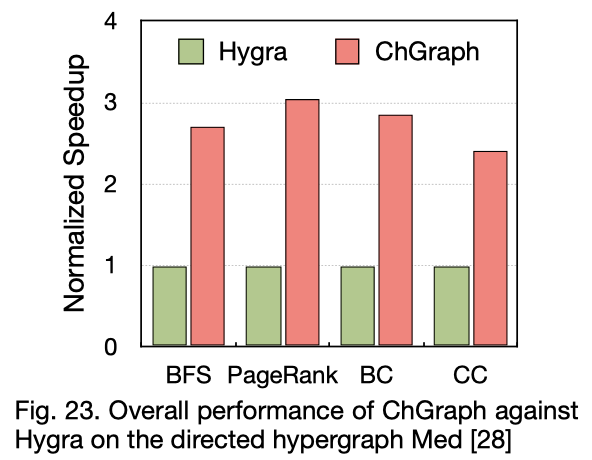 4
Hygra ChGraph
3
2
1
0
Normalized Speedup
BFS PageRank BC CC
Fig. 23. Overall performance of ChGraph against
Hygra on the directed hypergraph Med [28]